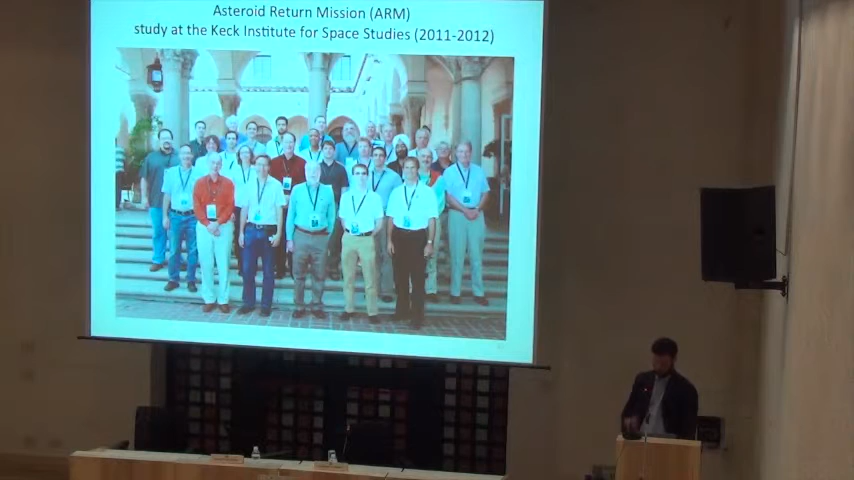 Asteroid Return Mission (ARM)
study at the Keck Institute for Space Studies (2011-2012)